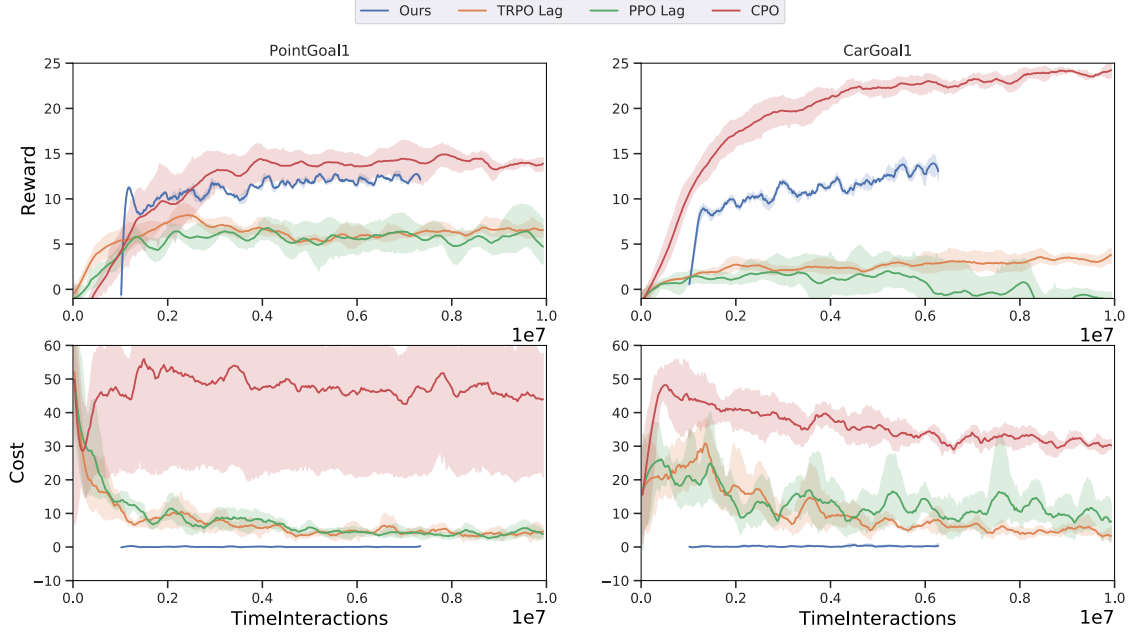 Ours TRPO Lag PPO Lag CPO
PointGoal1 CarGoal1
Reward
25
20
15
10
5
0
0.0 0.2 0.4 0.6 0.8 1.0
1e7
25
20
15
10
5
0
0.0 0.2 0.4 0.6 0.8 1.0
1e7
Cost
60
50
40
30
20
10
0
−10
0.0 0.2 0.4 0.6 0.8 1.0
TimeInteractions 1e7
60
50
40
30
20
10
0
−10
0.0 0.2 0.4 0.6 0.8 1.0
TimeInteractions 1e7